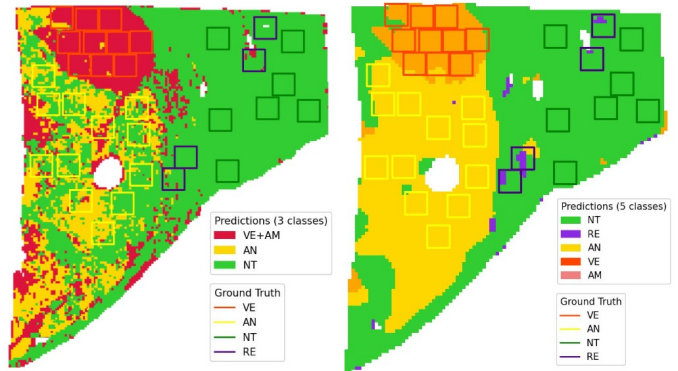 Predictions (3 classes)
VE+AM
AN
NT
Ground Truth
VE
AN
NT
RE
Predictions (5 classes)
NT
RE
AN
VE
AM
Ground Truth
VE
AN
NT
RE